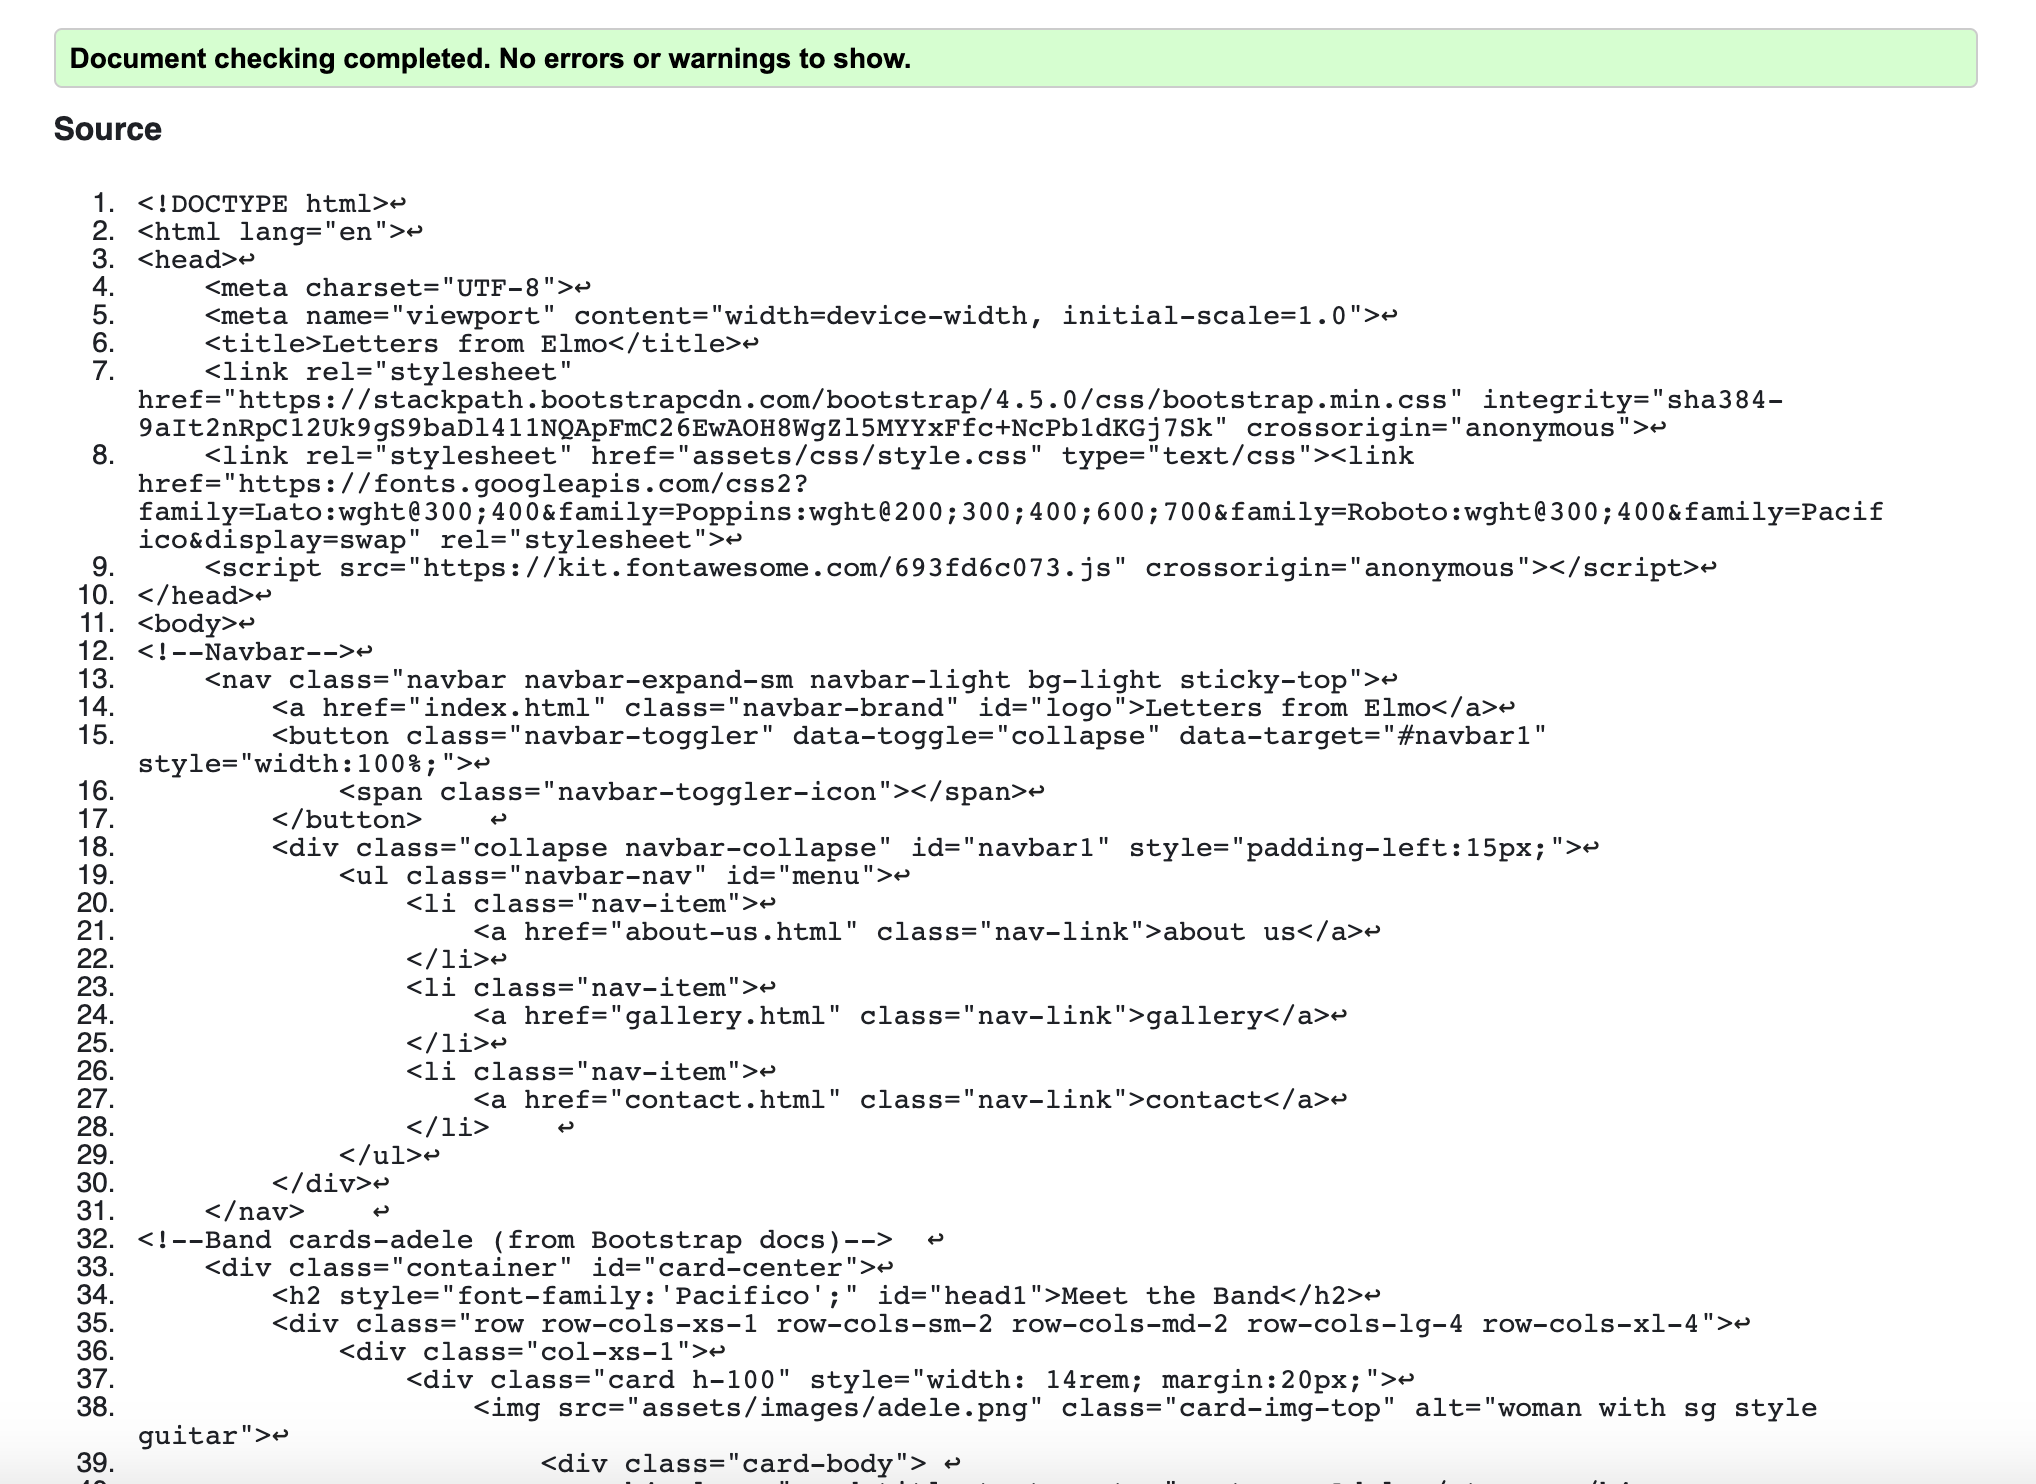 Document checking completed. No errors or warnings to show.
Source
1. <!DOCTYPE html>↩
2. <html lang="en">↩
3. <head>↩
4.     <meta charset="UTF-8">↩
5.     <meta name="viewport" content="width=device-width, initial-scale=1.0">↩
6.     <title>Letters from Elmo</title>↩
7.     <link rel="stylesheet"
href="https://stackpath.bootstrapcdn.com/bootstrap/4.5.0/css/bootstrap.min.css" integrity="sha384-
9aIt2nRpC12Uk9gS9baDl411NQApFmC26EwAOH8WgZl5MYYxFfc+NcPb1dKGj7Sk" crossorigin="anonymous">↩
8.     <link rel="stylesheet" href="assets/css/style.css" type="text/css"><link
href="https://fonts.googleapis.com/css2?
family=Lato:wght@300;400&family=Poppins:wght@200;300;400;600;700&family=Roboto:wght@300;400&family=Pacif
ico&display=swap" rel="stylesheet">↩
9.     <script src="https://kit.fontawesome.com/693fd6c073.js" crossorigin="anonymous"></script>↩
10. </head>↩
11. <body>↩
12. <!--Navbar-->↩
13.     <nav class="navbar navbar-expand-sm navbar-light bg-light sticky-top">↩
14.         <a href="index.html" class="navbar-brand" id="logo">Letters from Elmo</a>↩
15.         <button class="navbar-toggler" data-toggle="collapse" data-target="#navbar1"
style="width:100%;">↩
16.             <span class="navbar-toggler-icon"></span>↩
17.         </button>    ↩
18.         <div class="collapse navbar-collapse" id="navbar1" style="padding-left:15px;">↩
19.             <ul class="navbar-nav" id="menu">↩
20.                 <li class="nav-item">↩
21.                     <a href="about-us.html" class="nav-link">about us</a>↩
22.                 </li>↩
23.                 <li class="nav-item">↩
24.                     <a href="gallery.html" class="nav-link">gallery</a>↩
25.                 </li>↩
26.                 <li class="nav-item">↩
27.                     <a href="contact.html" class="nav-link">contact</a>↩
28.                 </li>    ↩
29.             </ul>↩
30.         </div>↩
31.     </nav>    ↩
32. <!--Band cards-adele (from Bootstrap docs)-->  ↩
33.     <div class="container" id="card-center">↩
34.         <h2 style="font-family:'Pacifico';" id="head1">Meet the Band</h2>↩
35.         <div class="row row-cols-xs-1 row-cols-sm-2 row-cols-md-2 row-cols-lg-4 row-cols-xl-4">↩
36.             <div class="col-xs-1">↩
37.                 <div class="card h-100" style="width: 14rem; margin:20px;">↩
38.                     <img src="assets/images/adele.png" class="card-img-top" alt="woman with sg style
guitar">↩
39.                         <div class="card-body"> ↩